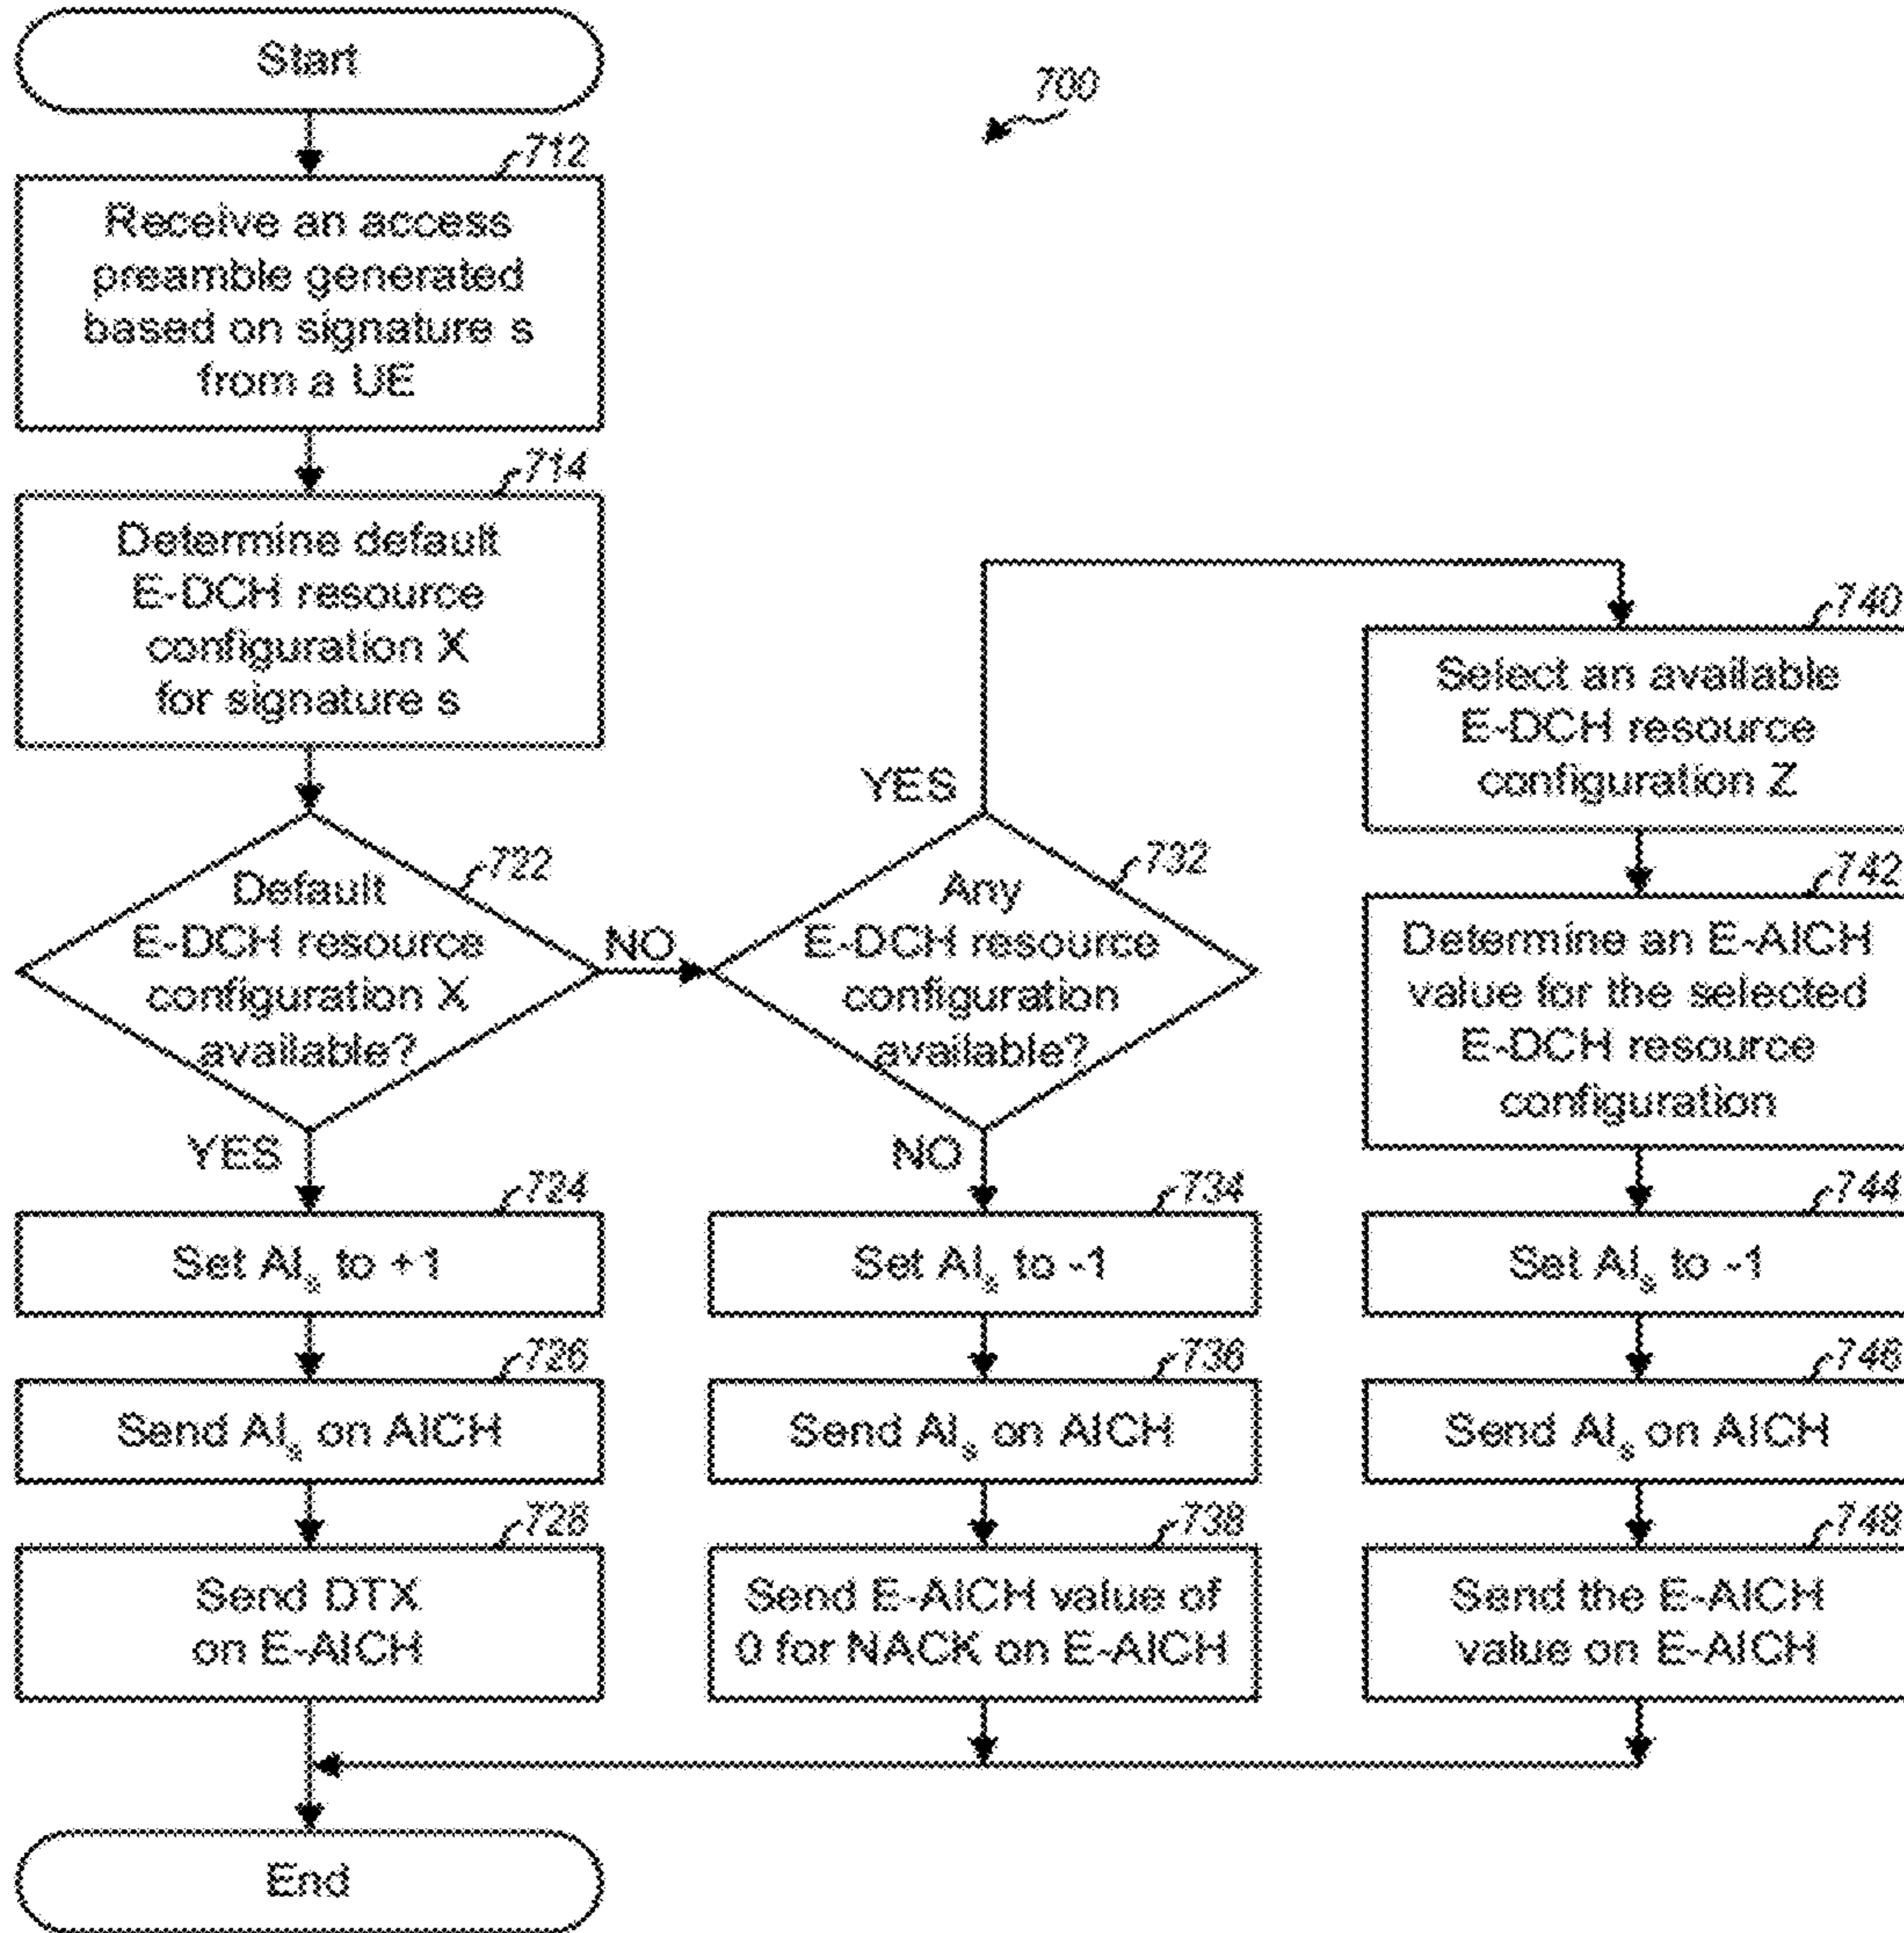 Start
700
712
Receive an access
preamble generated
based on signature s
from a UE
714
Determine default
E-DCH resource
configuration X
for signature s
722
Default
E-DCH resource
configuration X
available?
NO
YES
724
Set AIs to +1
726
Send AIs on AICH
728
Send DTX
on E-AICH
732
Any
E-DCH resource
configuration
available?
YES
NO
734
Set AIs to -1
736
Send AIs on AICH
738
Send E-AICH value of
0 for NACK on E-AICH
740
Select an available
E-DCH resource
configuration Z
742
Determine an E-AICH
value for the selected
E-DCH resource
configuration
744
Set AIs to -1
746
Send AIs on AICH
748
Send the E-AICH
value on E-AICH
End